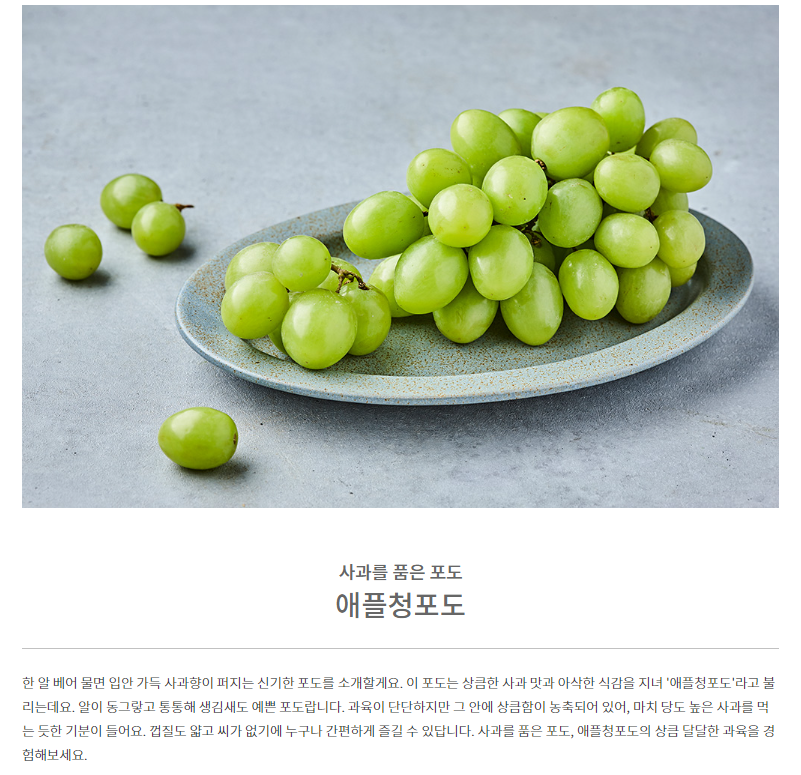 사과를 품은 포도
애플청포도
한 알 베어 물면 입안 가득 사과향이 퍼지는 신기한 포도를 소개할게요. 이 포도는 상큼한 사과 맛과 아삭한 식감을 지녀 '애플청포도'라고 불
리는데요. 알이 동그랗고 통통해 생김새도 예쁜 포도랍니다. 과육이 단단하지만 그 안에 상큼함이 농축되어 있어, 마치 당도 높은 사과를 먹
는 듯한 기분이 들어요. 껍질도 얇고 씨가 없기에 누구나 간편하게 즐길 수 있답니다. 사과를 품은 포도, 애플청포도의 상큼 달달한 과육을 경
험해보세요.